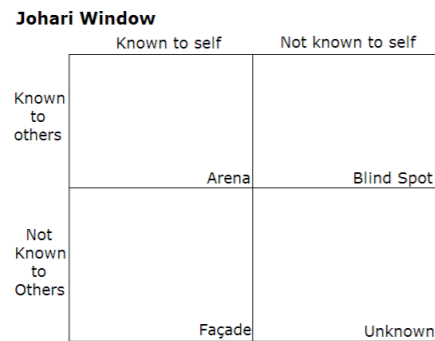 Johari Window
Known to self
Not known to self
Known
to
others
Arena
Blind Spot
Not
Known
to
Others
Façade
Unknown